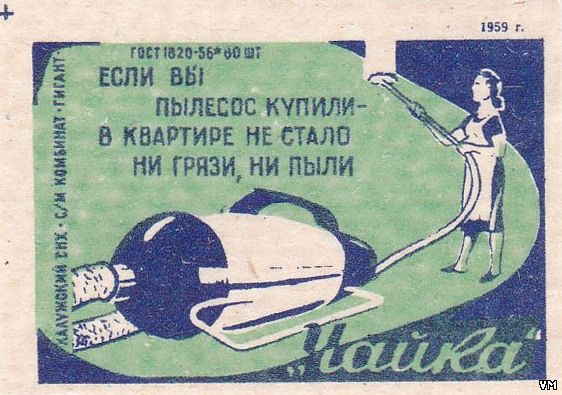 1959 г.
ГОСТ 1820-56* 60 ШТ
ЕСЛИ ВЫ
ПЫЛЕСОС КУПИЛИ-
В КВАРТИРЕ НЕ СТАЛО
НИ ГРЯЗИ, НИ ПЫЛИ
КАЛУЖСКИЙ СНХ · С/М КОМБИНАТ · ГИГАНТ ·
„Чайка“
VM